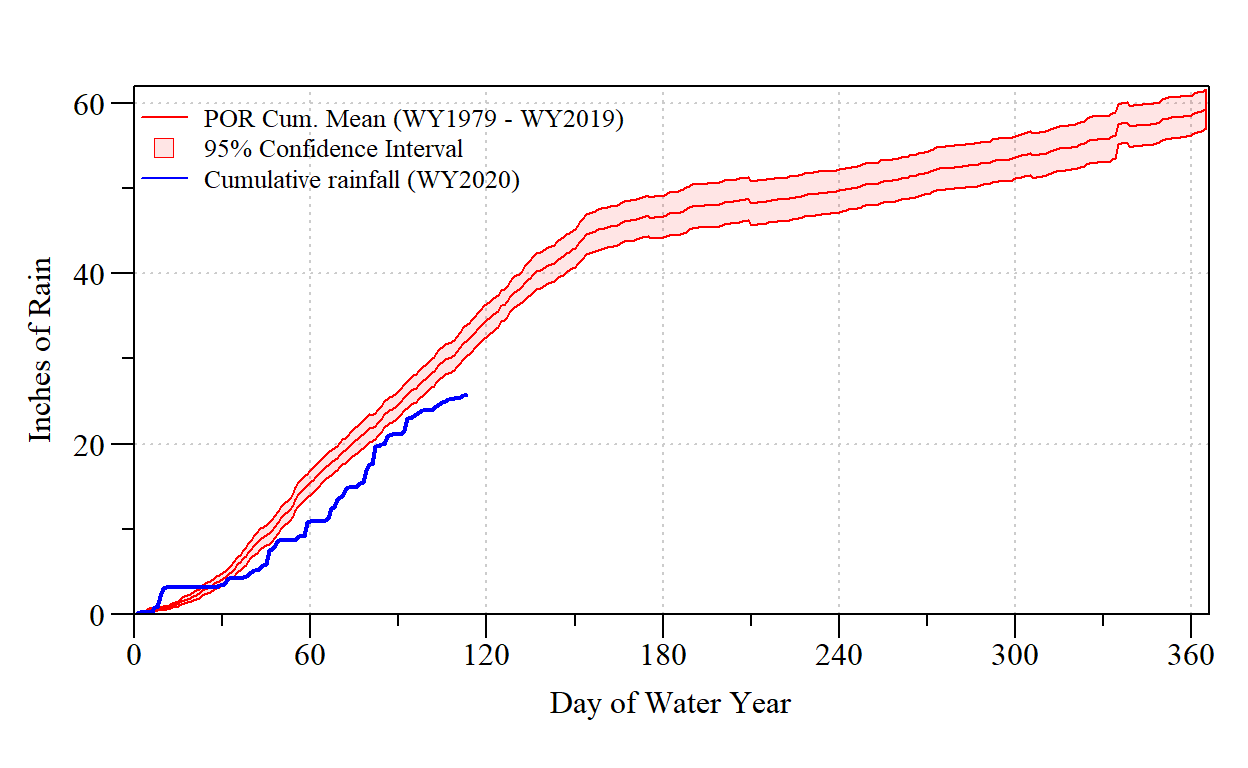 POR Cum. Mean (WY1979 - WY2019)
95% Confidence Interval
Cumulative rainfall (WY2020)
Inches of Rain
60
40
20
0
0 60 120 180 240 300 360
Day of Water Year